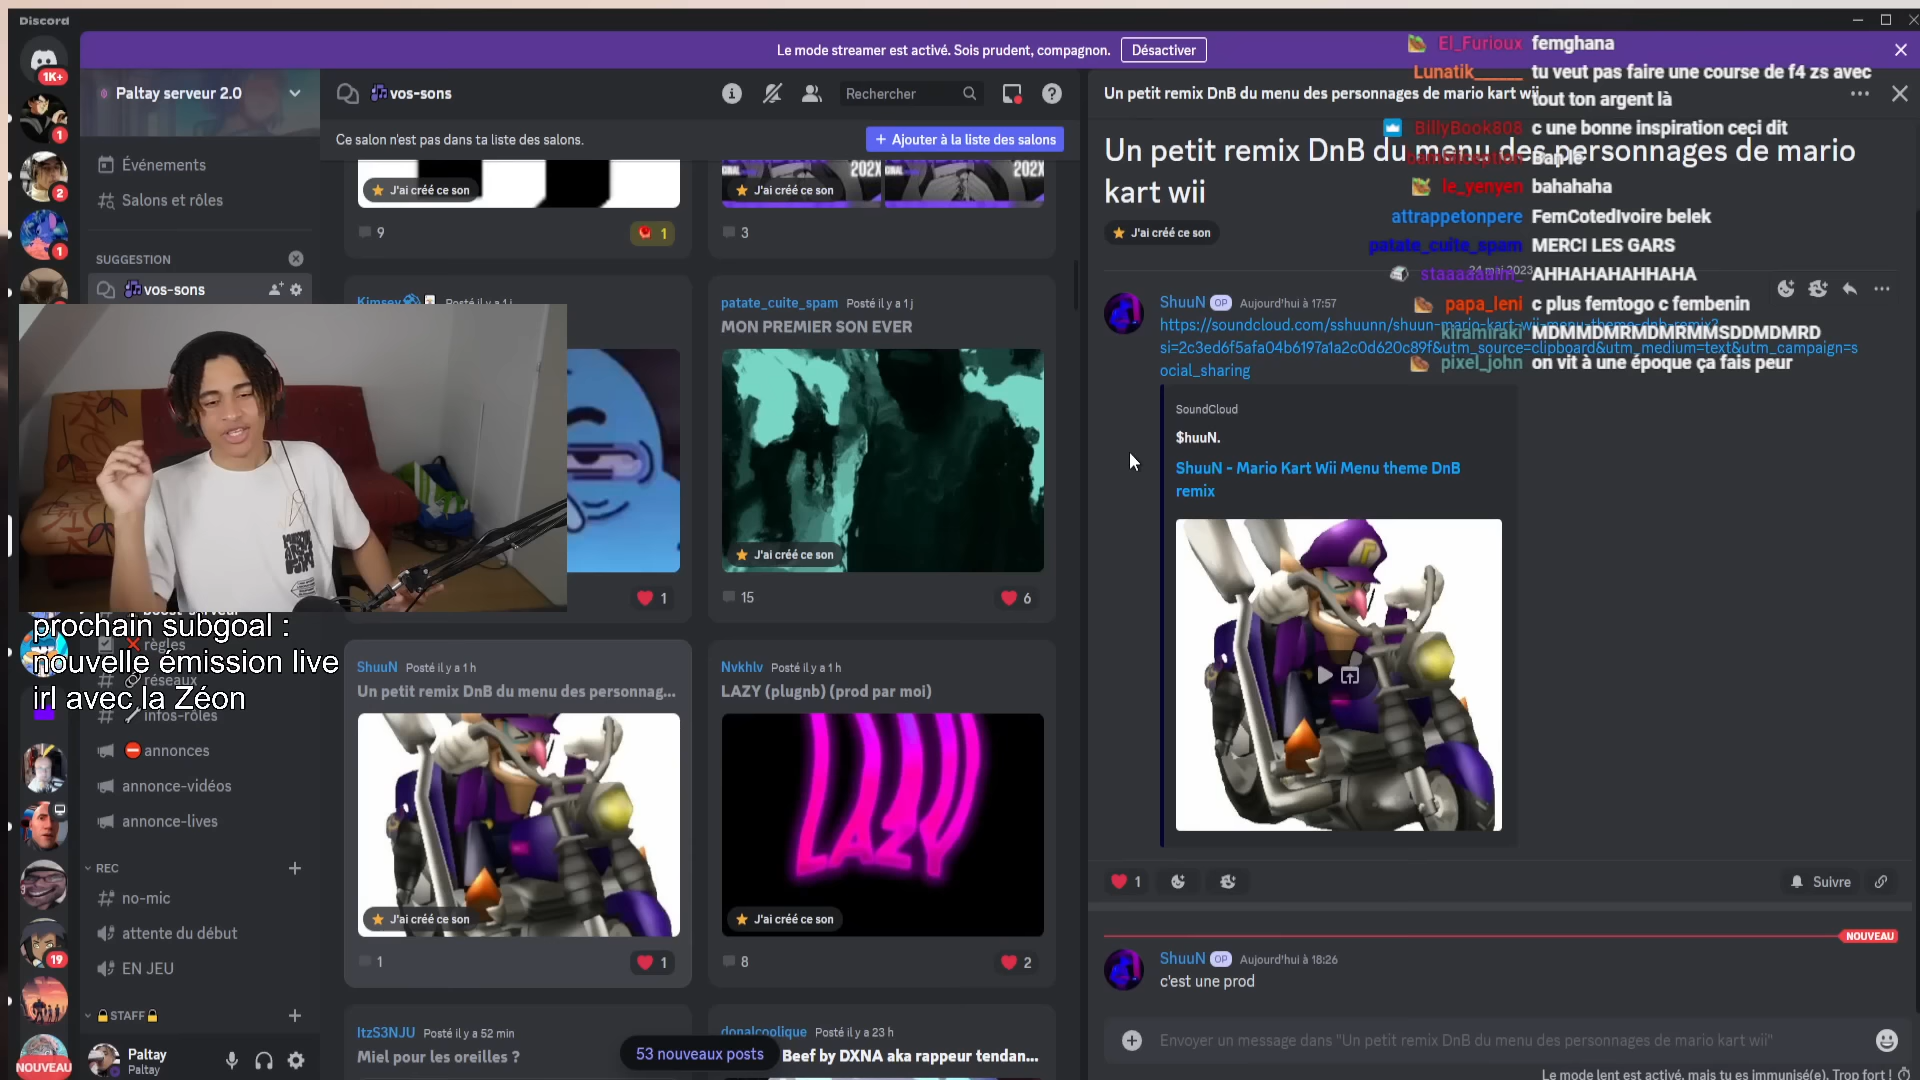 Discord
Le mode streamer est activé. Sois prudent, compagnon.
Désactiver
1K+
1
2
1
19
NOUVEAU
Paltay serveur 2.0
Événements
Salons et rôles
SUGGESTION
vos-sons
règles
réseaux
infos-rôles
annonces
annonce-vidéos
annonce-lives
REC
no-mic
attente du début
EN JEU
STAFF
Paltay
Paltay
prochain subgoal :
nouvelle émission live
irl avec la Zéon
vos-sons
Rechercher
Ce salon n'est pas dans ta liste des salons.
+ Ajouter à la liste des salons
J'ai créé ce son
9
1
202X
202X
J'ai créé ce son
3
Kimsey Posté il y a 1 j
1
patate_cuite_spam Posté il y a 1 j
MON PREMIER SON EVER
J'ai créé ce son
15
6
ShuuN Posté il y a 1 h
Un petit remix DnB du menu des personnag...
J'ai créé ce son
1
1
Nvkhlv Posté il y a 1 h
LAZY (plugnb) (prod par moi)
LAZY
J'ai créé ce son
8
2
ItzS3NJU Posté il y a 52 min
Miel pour les oreilles ?
donalcoolique Posté il y a 23 h
Beef by DXNA aka rappeur tendan...
53 nouveaux posts
Un petit remix DnB du menu des personnages de mario kart wii
Un petit remix DnB du menu des personnages de mario
kart wii
J'ai créé ce son
24 mai 2023
ShuuN OP Aujourd'hui à 17:57
https://soundcloud.com/sshuunn/shuun-mario-kart-wii-menu-theme-dnb-remix?
si=2c3ed6f5afa04b6197a1a2c0d620c89f&utm_source=clipboard&utm_medium=text&utm_campaign=s
ocial_sharing
SoundCloud
$huuN.
ShuuN - Mario Kart Wii Menu theme DnB
remix
1
Suivre
NOUVEAU
ShuuN OP Aujourd'hui à 18:26
c'est une prod
Envoyer un message dans "Un petit remix DnB du menu des personnages de mario kart wii"
Le mode lent est activé, mais tu es immunisé(e). Trop fort !
El_Furioux femghana
Lunatik_____ tu veut pas faire une course de f4 zs avec
tout ton argent là
BillyBook808 c une bonne inspiration ceci dit
Ban le
le_yenyen bahahaha
attrappetonpere FemCotedIvoire belek
patate_cuite_spam MERCI LES GARS
AHHAHAHAHHAHA
papa_leni c plus femtogo c fembenin
kiramiraki MDMMDMRMDMRMMSDDMDMRD
pixel_john on vit à une époque ça fais peur